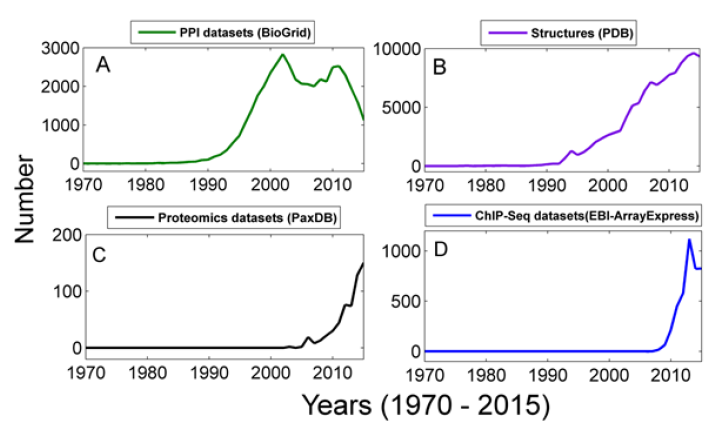 PPI datasets (BioGrid)
Structures (PDB)
A
3000
2000
1000
0
1970 1980 1990 2000 2010
B
10000
5000
0
1970 1980 1990 2000 2010
Number
Proteomics datasets (PaxDB)
ChIP-Seq datasets(EBI-ArrayExpress)
C
200
100
0
1970 1980 1990 2000 2010
D
1000
500
0
1970 1980 1990 2000 2010
Years (1970 - 2015)